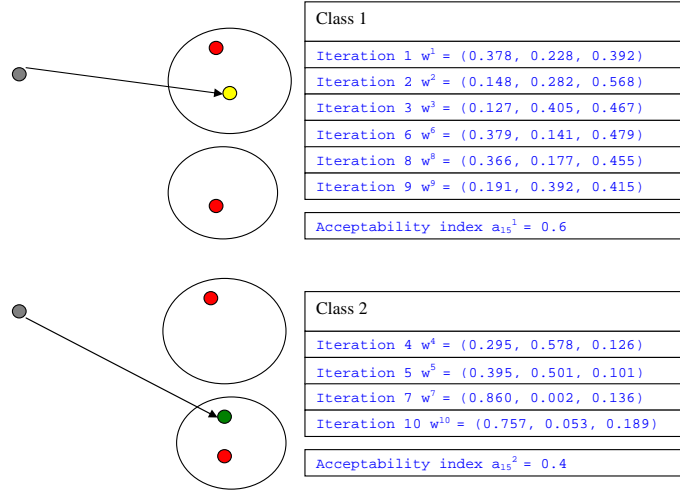 Class 1
Iteration 1 w¹ = (0.378, 0.228, 0.392)
Iteration 2 w² = (0.148, 0.282, 0.568)
Iteration 3 w³ = (0.127, 0.405, 0.467)
Iteration 6 w⁶ = (0.379, 0.141, 0.479)
Iteration 8 w⁸ = (0.366, 0.177, 0.455)
Iteration 9 w⁹ = (0.191, 0.392, 0.415)
Acceptability index a₁₅¹ = 0.6
Class 2
Iteration 4 w⁴ = (0.295, 0.578, 0.126)
Iteration 5 w⁵ = (0.395, 0.501, 0.101)
Iteration 7 w⁷ = (0.860, 0.002, 0.136)
Iteration 10 w¹⁰ = (0.757, 0.053, 0.189)
Acceptability index a₁₅² = 0.4